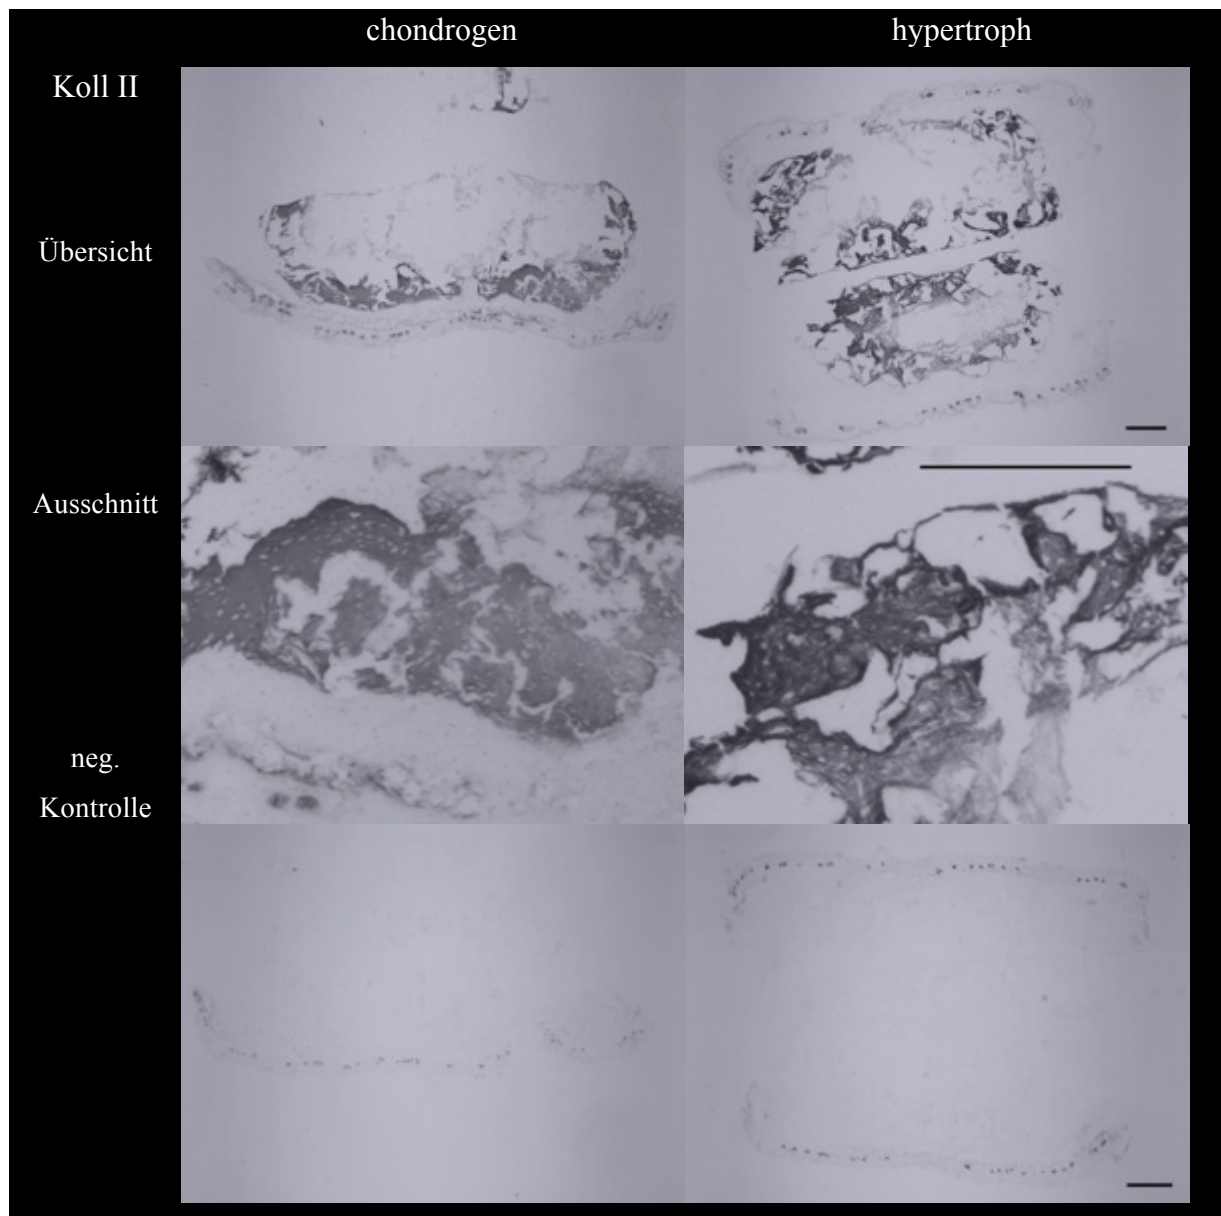 chondrogen hypertroph
Koll II
Übersicht
Ausschnitt
neg.
Kontrolle